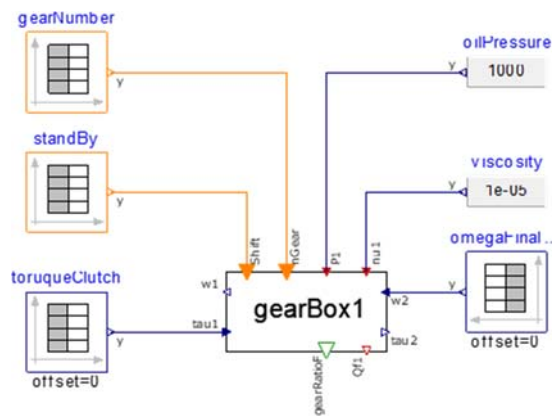 gearNumber
y
oilPressure
y
1000
standBy
y
viscosity
y
1e-05
Shift
nGear
P1
nu1
omegaFinal...
toruqueClutch
w1
gearBox1
w2
y
tau1
y
tau2
offset=0
offset=0
gearRatioF
Qf1